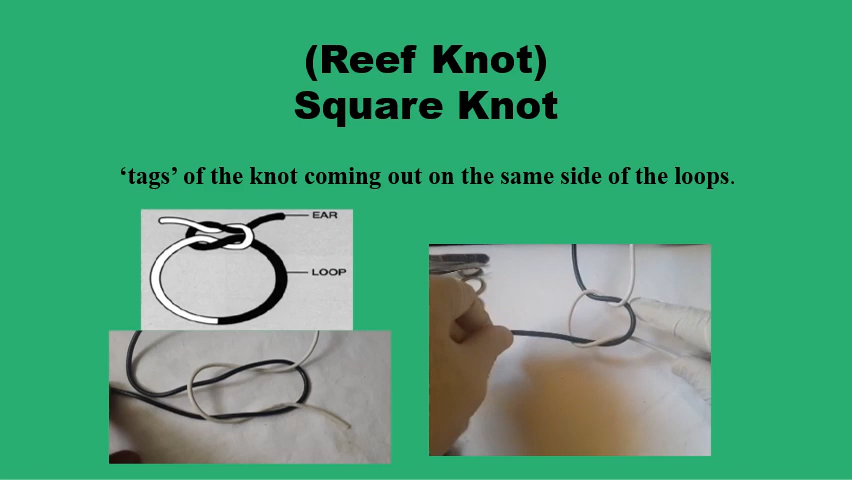 (Reef Knot)
Square Knot
‘tags’ of the knot coming out on the same side of the loops.
EAR
LOOP